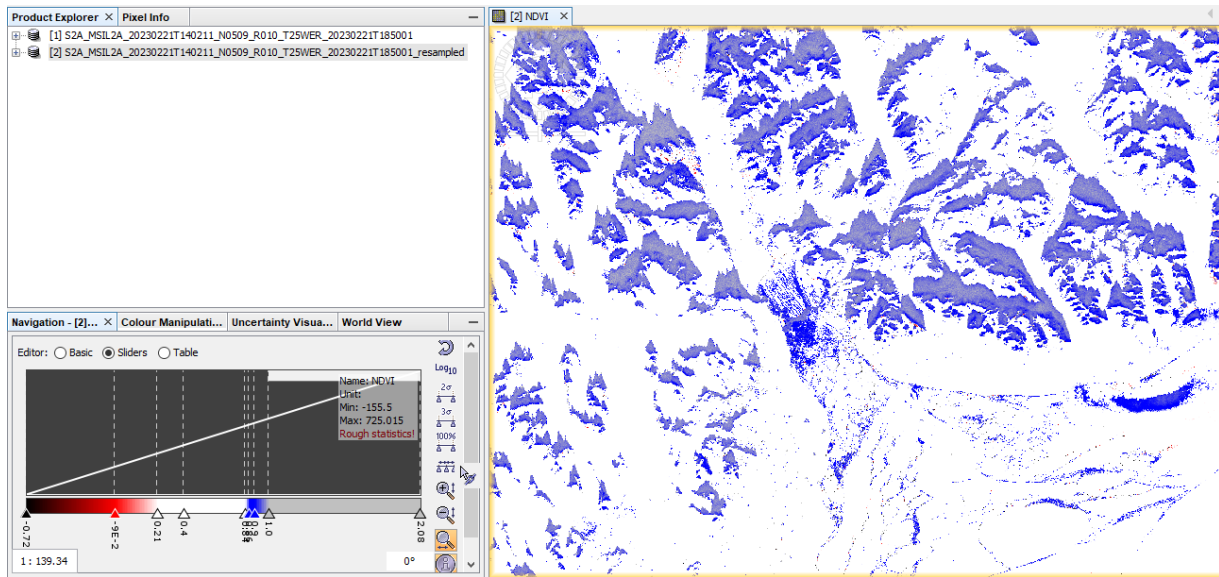 Product Explorer × Pixel Info
[1] S2A_MSIL2A_20230221T140211_N0509_R010_T25WER_20230221T185001
[2] S2A_MSIL2A_20230221T140211_N0509_R010_T25WER_20230221T185001_resampled
[2] NDVI ×
Navigation - [2]... × Colour Manipulati... Uncertainty Visua... World View
Editor: Basic Sliders Table
Log10
2σ
3σ
100%
Name: NDVI
Unit:
Min: -155.5
Max: 725.015
Rough statistics!
-0.72 -9E-2 0.21 0.4 1.0 2.08
1 : 139.34 0°